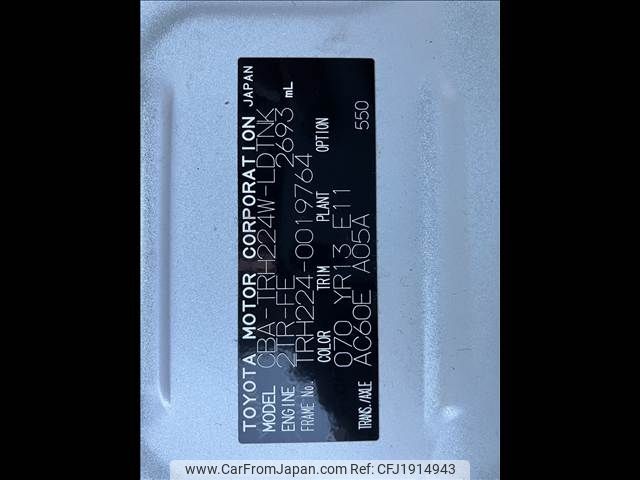 TOYOTA MOTOR CORPORATION JAPAN
MODEL CBA-TRH224W-LDTNK
ENGINE 2TR-FE 2693 mL
FRAME No. TRH224-0019764
COLOR TRIM PLANT OPTION
070 YR13 E11
TRANS./AXLE AC60E A05A 550
www.CarFromJapan.com Ref: CFJ1914943